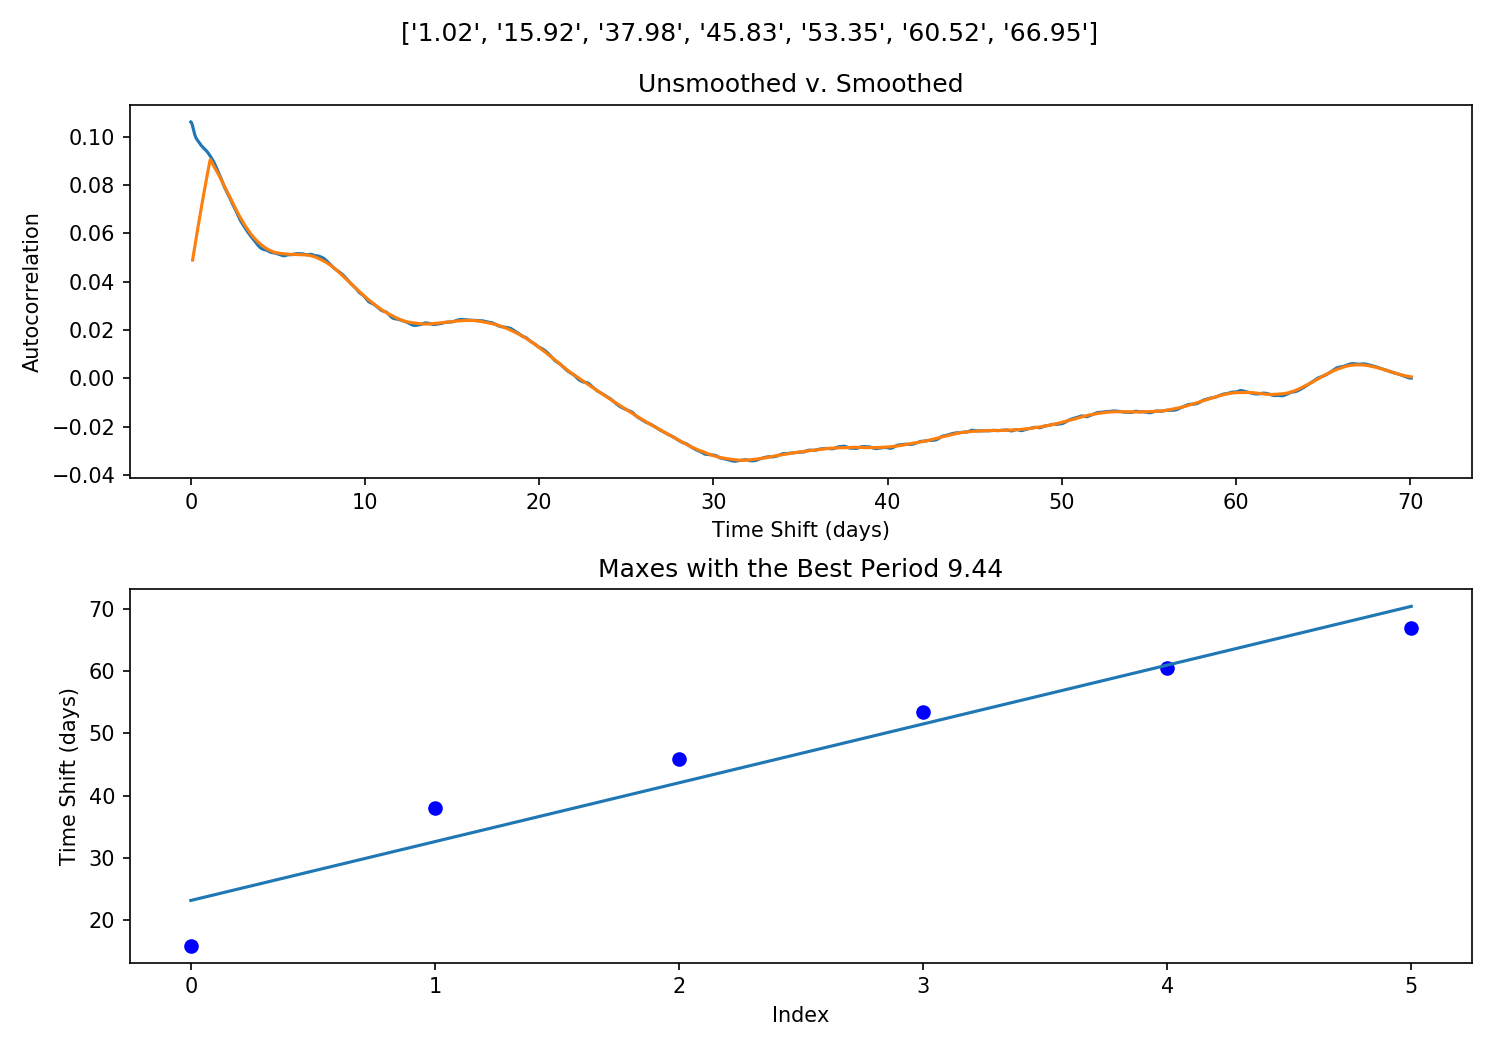 ['1.02', '15.92', '37.98', '45.83', '53.35', '60.52', '66.95']
Unsmoothed v. Smoothed
Autocorrelation
0.10
0.08
0.06
0.04
0.02
0.00
−0.02
−0.04
0 10 20 30 40 50 60 70
Time Shift (days)
Maxes with the Best Period 9.44
Time Shift (days)
70
60
50
40
30
20
0 1 2 3 4 5
Index